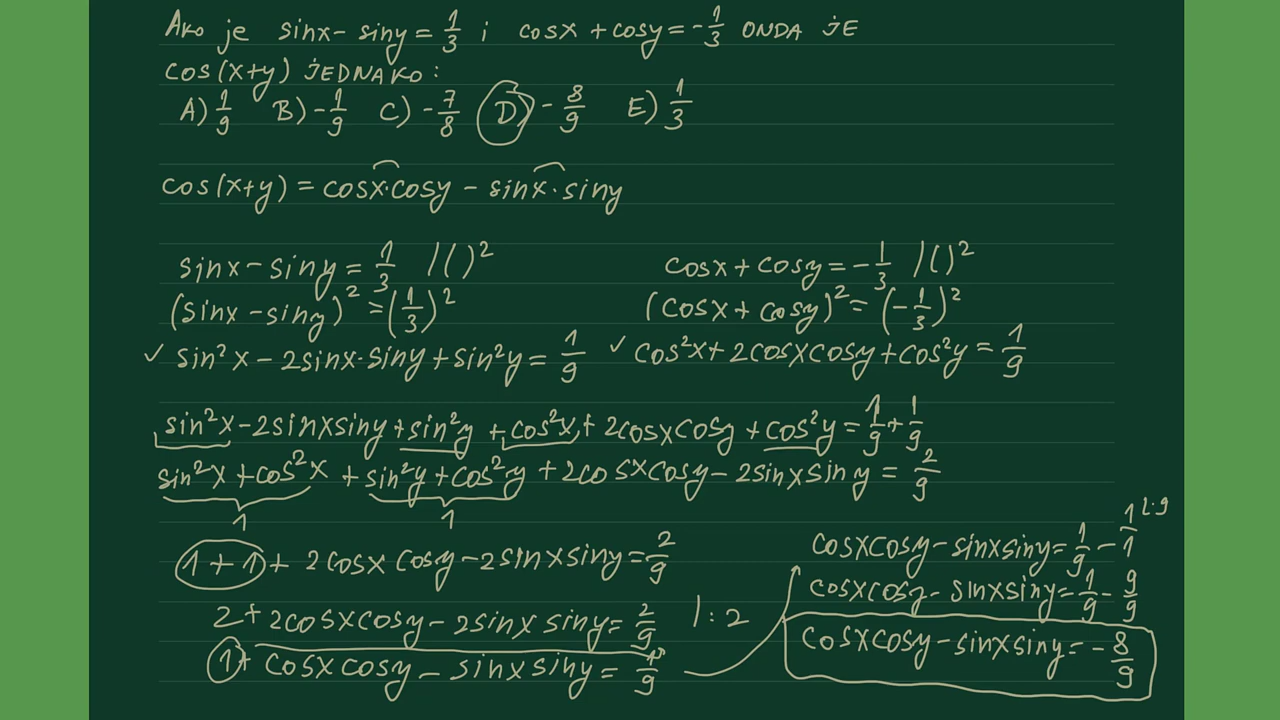 Ako je sinx - siny = 1/3 i cosx + cosy = -1/3 ONDA JE
cos(x+y) JEDNAKO:
A) 1/9 B) -1/9 C) -7/8 D) -8/9 E) 1/3
cos(x+y) = cosx·cosy - sinx·siny
sinx - siny = 1/3 /( )²
(sinx - siny)² = (1/3)²
✓ sin²x - 2sinx·siny + sin²y = 1/9
cosx + cosy = -1/3 /( )²
(cosx + cosy)² = (-1/3)²
✓ cos²x + 2cosxcosy + cos²y = 1/9
sin²x - 2sinxsiny + sin²y + cos²x + 2cosxcosy + cos²y = 1/9 + 1/9
sin²x + cos²x + sin²y + cos²y + 2cosxcosy - 2sinxsiny = 2/9
1 1
1 + 1 + 2cosxcosy - 2sinxsiny = 2/9
2 + 2cosxcosy - 2sinxsiny = 2/9 /:2
1 + cosxcosy - sinxsiny = 1/9
cosxcosy - sinxsiny = 1/9 - 1/1 |·9
cosxcosy - sinxsiny = 1/9 - 9/9
cosxcosy - sinxsiny = -8/9